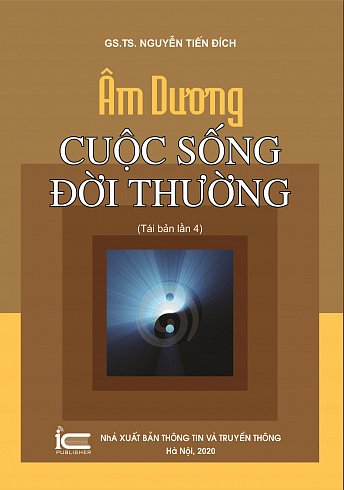 GS.TS. NGUYỄN TIẾN ĐÍCH
Âm Dương
CUỘC SỐNG
ĐỜI THƯỜNG
(Tái bản lần 4)
ic
PUBLISHER
NHÀ XUẤT BẢN THÔNG TIN VÀ TRUYỀN THÔNG
Hà Nội, 2020